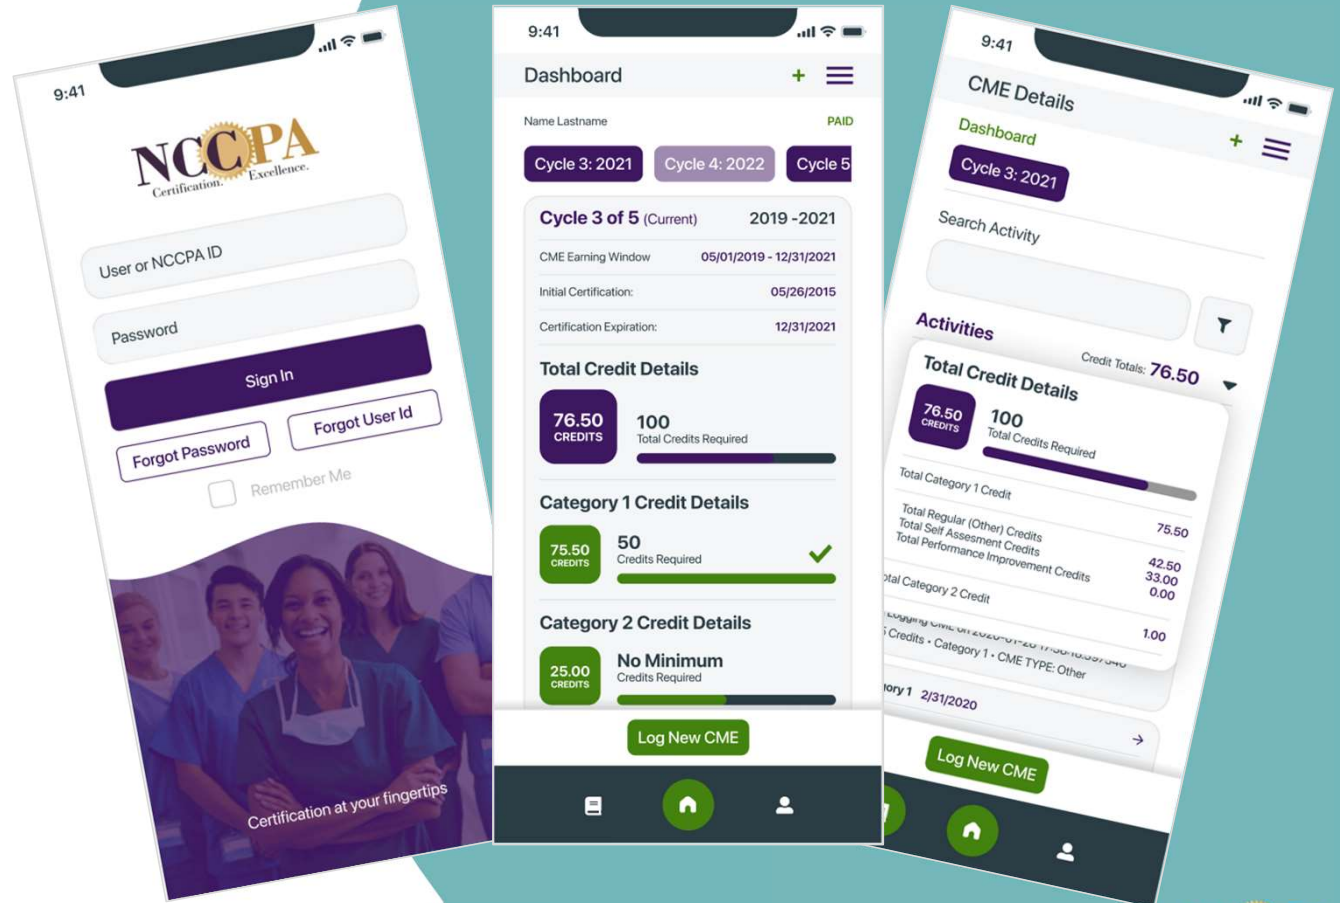 9:41
NCCPA
Certification. Excellence.
User or NCCPA ID
Password
Sign In
Forgot Password
Forgot User Id
Remember Me
Certification at your fingertips
9:41
Dashboard
+
Name Lastname PAID
Cycle 3: 2021 Cycle 4: 2022 Cycle 5
Cycle 3 of 5 (Current) 2019 -2021
CME Earning Window 05/01/2019 - 12/31/2021
Initial Certification: 05/26/2015
Certification Expiration: 12/31/2021
Total Credit Details
76.50 CREDITS
100
Total Credits Required
Category 1 Credit Details
75.50 CREDITS
50
Credits Required
Category 2 Credit Details
25.00 CREDITS
No Minimum
Credits Required
Log New CME
9:41
CME Details
+
Dashboard
Cycle 3: 2021
Search Activity
Activities
Credit Totals: 76.50
Total Credit Details
76.50 CREDITS
100
Total Credits Required
Total Category 1 Credit 75.50
Total Regular (Other) Credits 42.50
Total Self Assesment Credits 33.00
Total Performance Improvement Credits 0.00
tal Category 2 Credit 1.00
Logging CME on
5 Credits • Category 1 • CME TYPE: Other
ory 1 2/31/2020
Log New CME